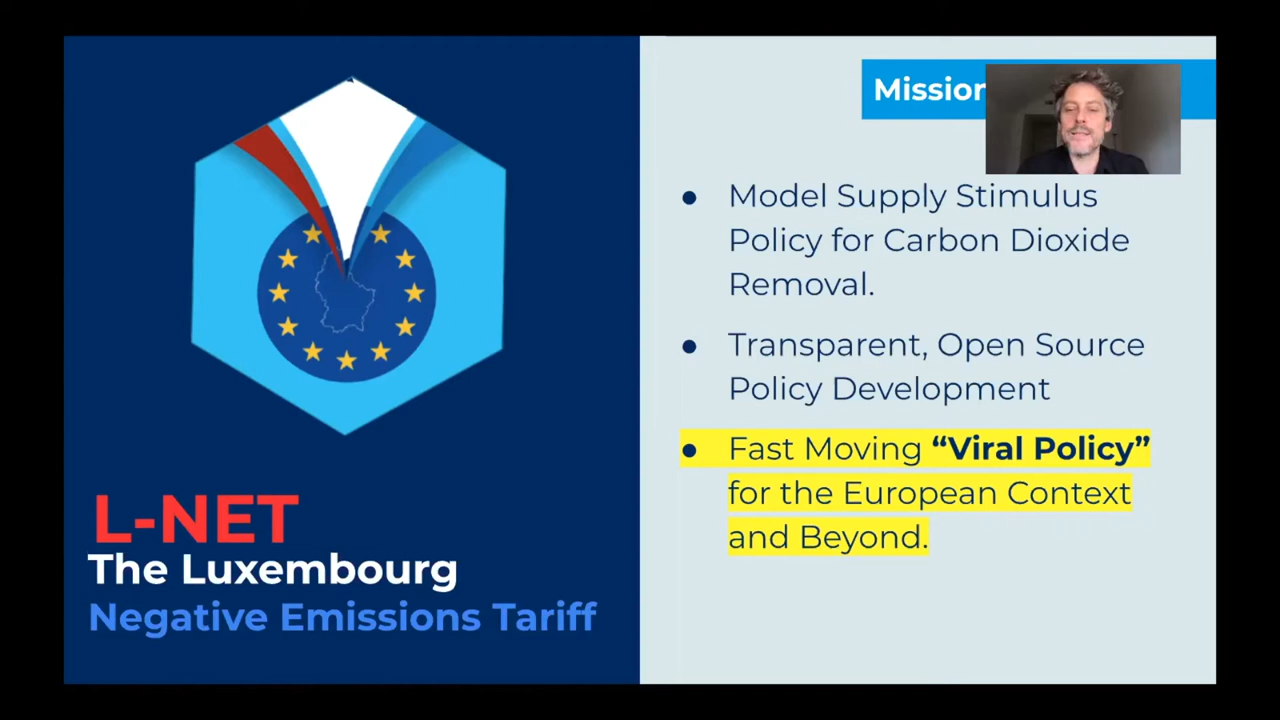 L-NET
The Luxembourg
Negative Emissions Tariff
Mission
● Model Supply Stimulus
Policy for Carbon Dioxide
Removal.
● Transparent, Open Source
Policy Development
● Fast Moving “Viral Policy”
for the European Context
and Beyond.